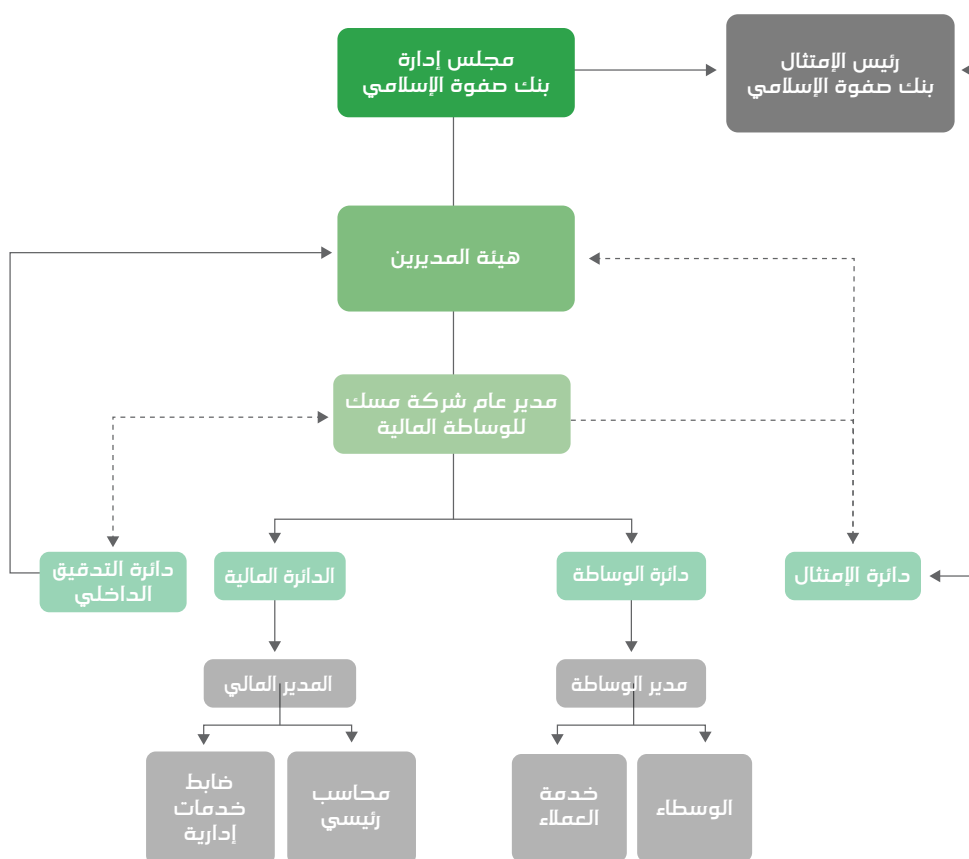 مجلس إدارة
بنك صفوة الإسلامي
رئيس الإمتثال
بنك صفوة الإسلامي
هيئة المديرين
مدير عام شركة مسك
للوساطة المالية
دائرة الإمتثال
دائرة الوساطة
الدائرة المالية
دائرة التدقيق
الداخلي
مدير الوساطة
المدير المالي
الوسطاء
خدمة
العملاء
محاسب
رئيسي
ضابط
خدمات
إدارية